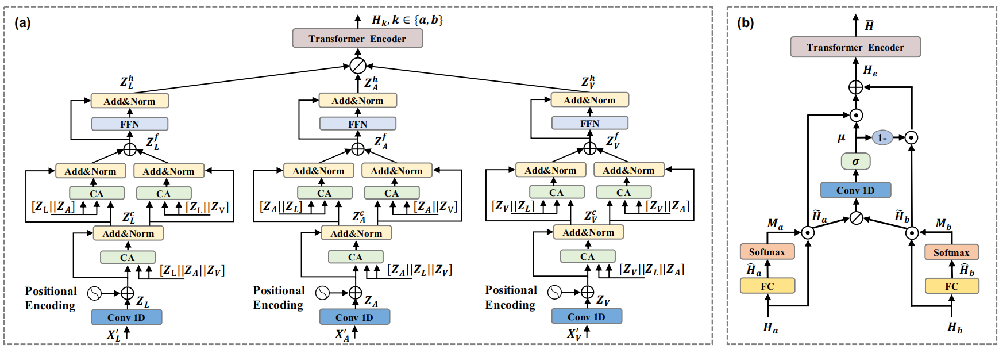 (a)
H_k, k ∈ {a, b}
Transformer Encoder
Z_L^h
Z_A^h
Z_V^h
Add&Norm
Add&Norm
Add&Norm
FFN
FFN
FFN
Z_L^f
Z_A^f
Z_V^f
Add&Norm
Add&Norm
Add&Norm
Add&Norm
Add&Norm
Add&Norm
CA
CA
CA
CA
CA
CA
[Z_L||Z_A]
[Z_L||Z_V]
[Z_A||Z_L]
[Z_A||Z_V]
[Z_V||Z_L]
[Z_V||Z_A]
Z_L^c
Z_A^c
Z_V^c
Add&Norm
Add&Norm
Add&Norm
CA
CA
CA
[Z_L||Z_A||Z_V]
[Z_A||Z_L||Z_V]
[Z_V||Z_L||Z_A]
Positional
Encoding
Z_L
Positional
Encoding
Z_A
Positional
Encoding
Z_V
Conv 1D
Conv 1D
Conv 1D
X'_L
X'_A
X'_V
(b)
H̅
Transformer Encoder
H_e
μ
1-
σ
Conv 1D
H̃_a
H̃_b
M_a
M_b
Softmax
Softmax
Ĥ_a
Ĥ_b
FC
FC
H_a
H_b